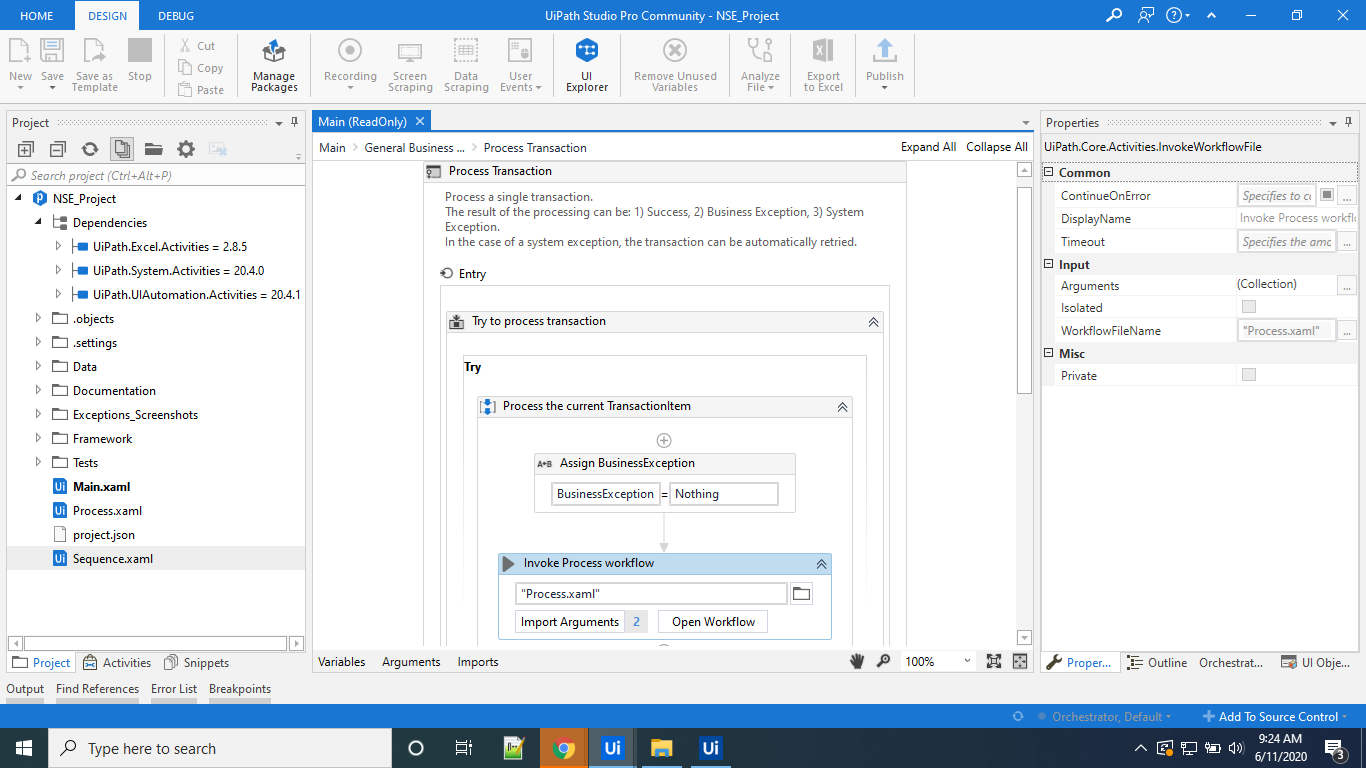 HOME
DESIGN
DEBUG
UiPath Studio Pro Community - NSE_Project
New
Save
Save as
Template
Stop
Cut
Copy
Paste
Manage
Packages
Recording
Screen
Scraping
Data
Scraping
User
Events
UI
Explorer
Remove Unused
Variables
Analyze
File
Export
to Excel
Publish
Project
Search project (Ctrl+Alt+P)
NSE_Project
Dependencies
UiPath.Excel.Activities = 2.8.5
UiPath.System.Activities = 20.4.0
UiPath.UIAutomation.Activities = 20.4.1
.objects
.settings
Data
Documentation
Exceptions_Screenshots
Framework
Tests
Main.xaml
Process.xaml
project.json
Sequence.xaml
Project
Activities
Snippets
Main (ReadOnly)
Main > General Business ... > Process Transaction
Expand All
Collapse All
Process Transaction
Process a single transaction.
The result of the processing can be: 1) Success, 2) Business Exception, 3) System
Exception.
In the case of a system exception, the transaction can be automatically retried.
Entry
Try to process transaction
Try
Process the current TransactionItem
A+B Assign BusinessException
BusinessException = Nothing
Invoke Process workflow
"Process.xaml"
Import Arguments 2
Open Workflow
Variables
Arguments
Imports
100%
Properties
UiPath.Core.Activities.InvokeWorkflowFile
Common
ContinueOnError Specifies to co ...
DisplayName Invoke Process workfl
Timeout Specifies the amo ...
Input
Arguments (Collection) ...
Isolated
WorkflowFileName "Process.xaml" ...
Misc
Private
Proper...
Outline
Orchestrat...
UI Obje...
Output
Find References
Error List
Breakpoints
Orchestrator, Default
Add To Source Control
Type here to search
Ui
Ui
9:24 AM
6/11/2020
3